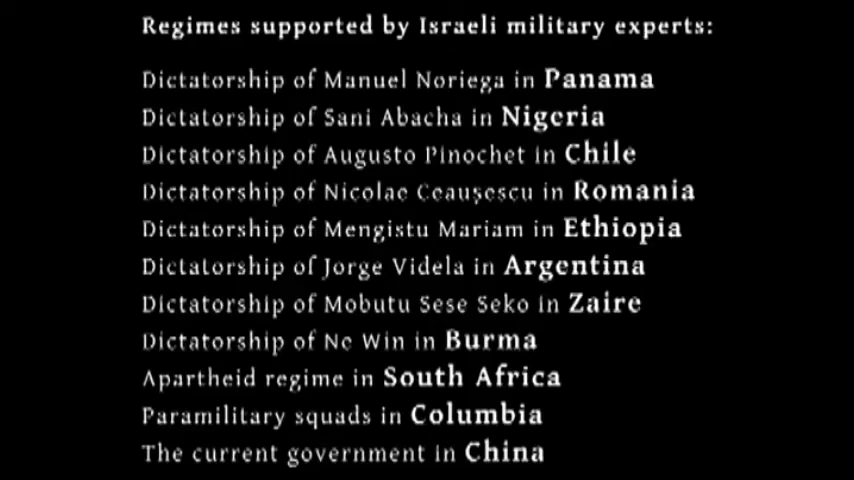 Regimes supported by Israeli military experts:
Dictatorship of Manuel Noriega in Panama
Dictatorship of Sani Abacha in Nigeria
Dictatorship of Augusto Pinochet in Chile
Dictatorship of Nicolae Ceaușescu in Romania
Dictatorship of Mengistu Mariam in Ethiopia
Dictatorship of Jorge Videla in Argentina
Dictatorship of Mobutu Sese Seko in Zaire
Dictatorship of Ne Win in Burma
Apartheid regime in South Africa
Paramilitary squads in Columbia
The current government in China